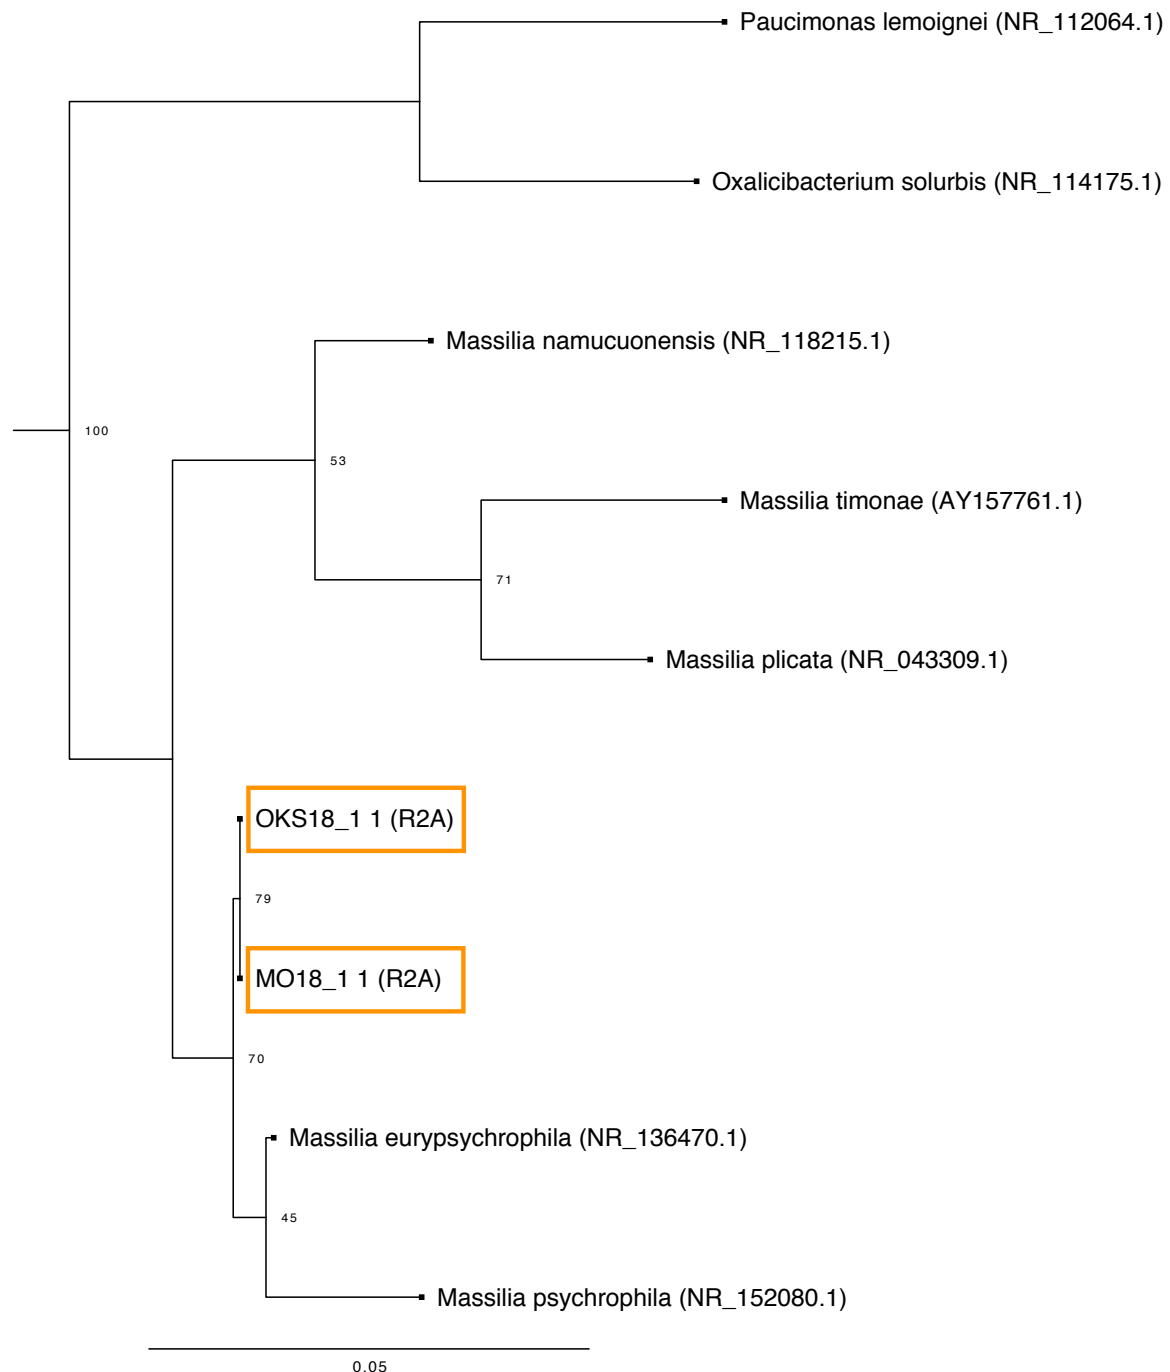 Paucimonas lemoignei (NR_112064.1)
Oxalicibacterium solurbis (NR_114175.1)
Massilia namucuonensis (NR_118215.1)
100
53
Massilia timonae (AY157761.1)
71
Massilia plicata (NR_043309.1)
OKS18_1 1 (R2A)
79
MO18_1 1 (R2A)
70
Massilia eurypsychrophila (NR_136470.1)
45
Massilia psychrophila (NR_152080.1)
0.05